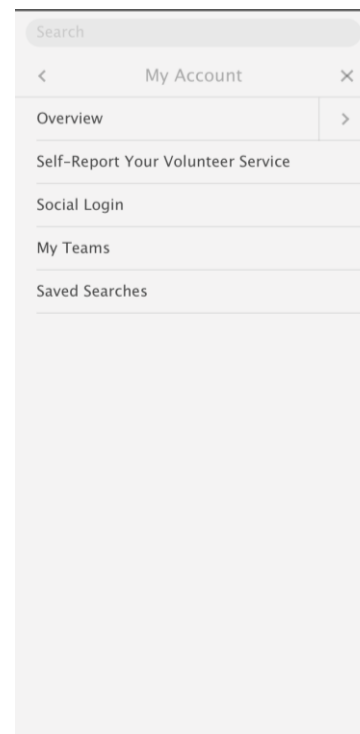 Search
My Account
Overview
Self-Report Your Volunteer Service
Social Login
My Teams
Saved Searches